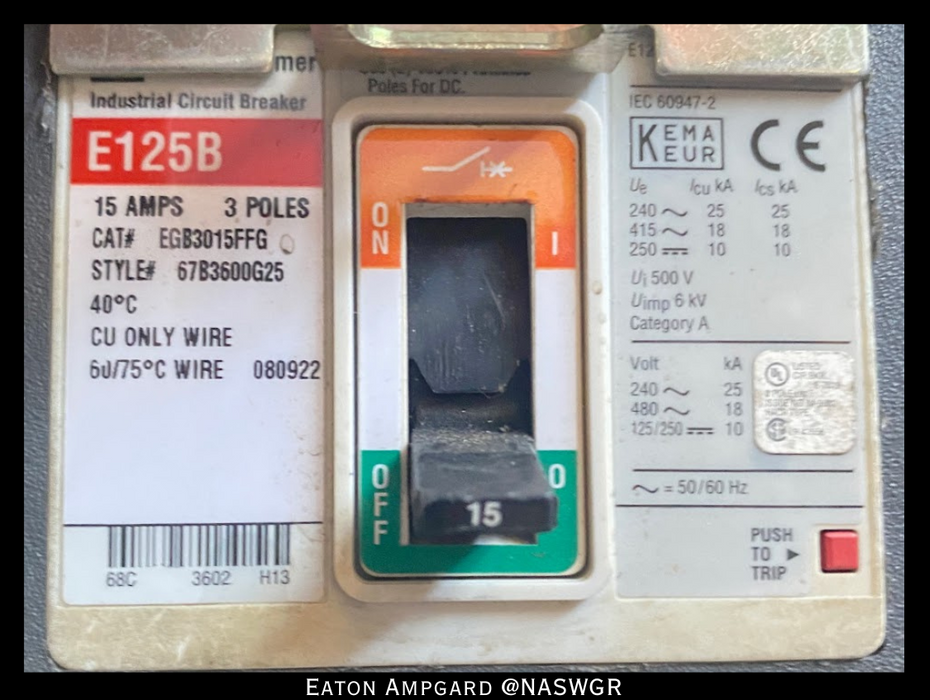 Industrial Circuit Breaker
E125B
15 AMPS 3 POLES
CAT# EGB3015FFG
STYLE# 67B3600G25
40°C
CU ONLY WIRE
60/75°C WIRE 080922
68C 3602 H13
Poles For DC.
ON
I
OFF
O
15
IEC 60947-2
KEMA
KEUR
CE
Ue Icu kA Ics kA
240 ~ 25 25
415 ~ 18 18
250 ⎓ 10 10
Ui 500 V
Uimp 6 kV
Category A
Volt kA
240 ~ 25
480 ~ 18
125/250 ⎓ 10
UL
~ = 50/60 Hz
PUSH
TO ▶
TRIP
Eaton Ampgard @NASWGR